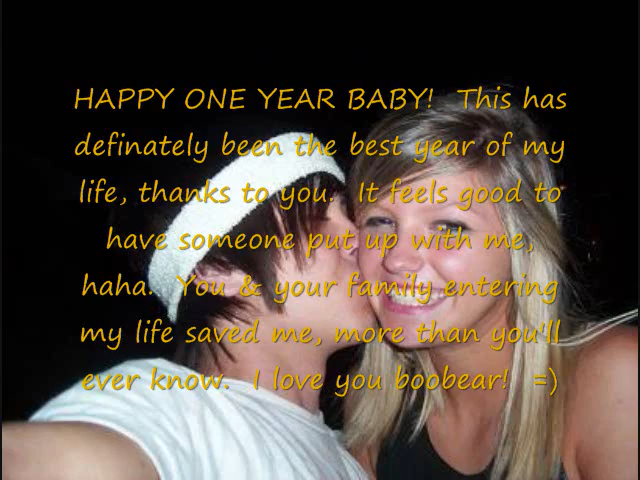 HAPPY ONE YEAR BABY!  This has
definately been the best year of my
life, thanks to you.  It feels good to
have someone put up with me,
haha.  You & your family entering
my life saved me, more than you'll
ever know.  I love you boobear!  =)